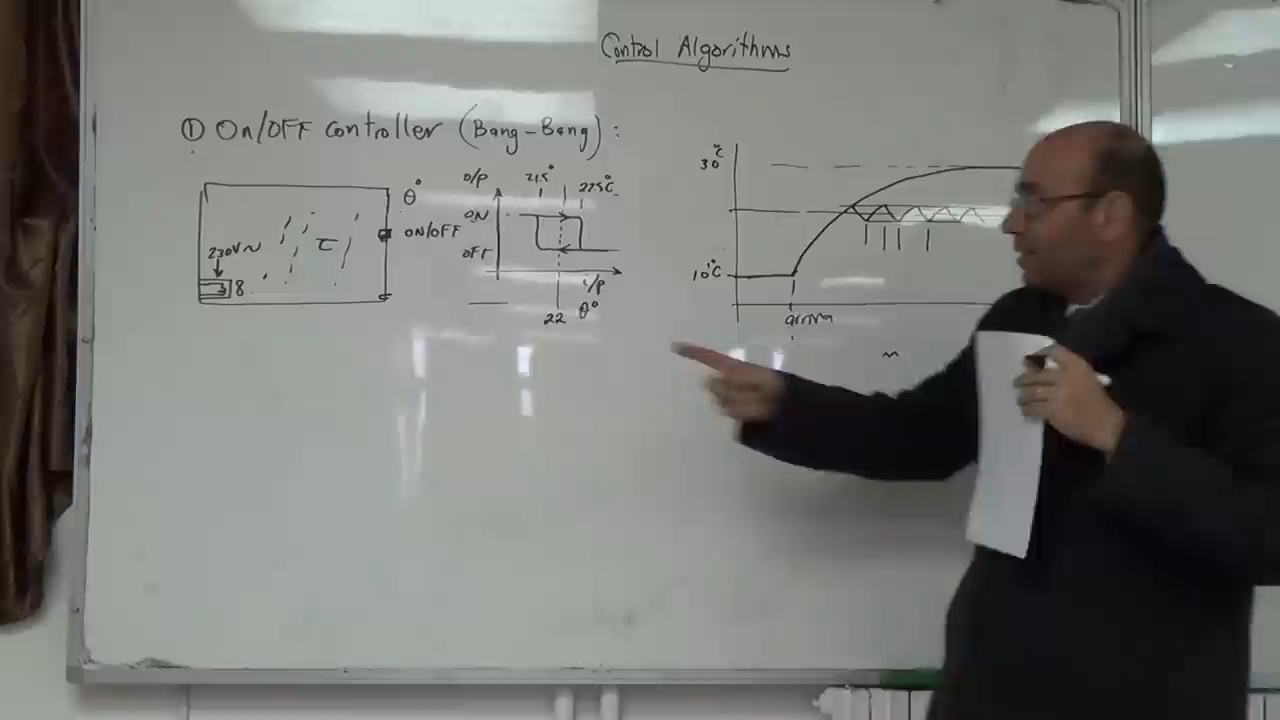 Control Algorithms
① On/OFF controller (Bang-Bang) :
θ°
ON/OFF
230V~
τ
8
O/P
21.5°
22.5°C
ON
OFF
i/p
22
θ°
30°C
10°C